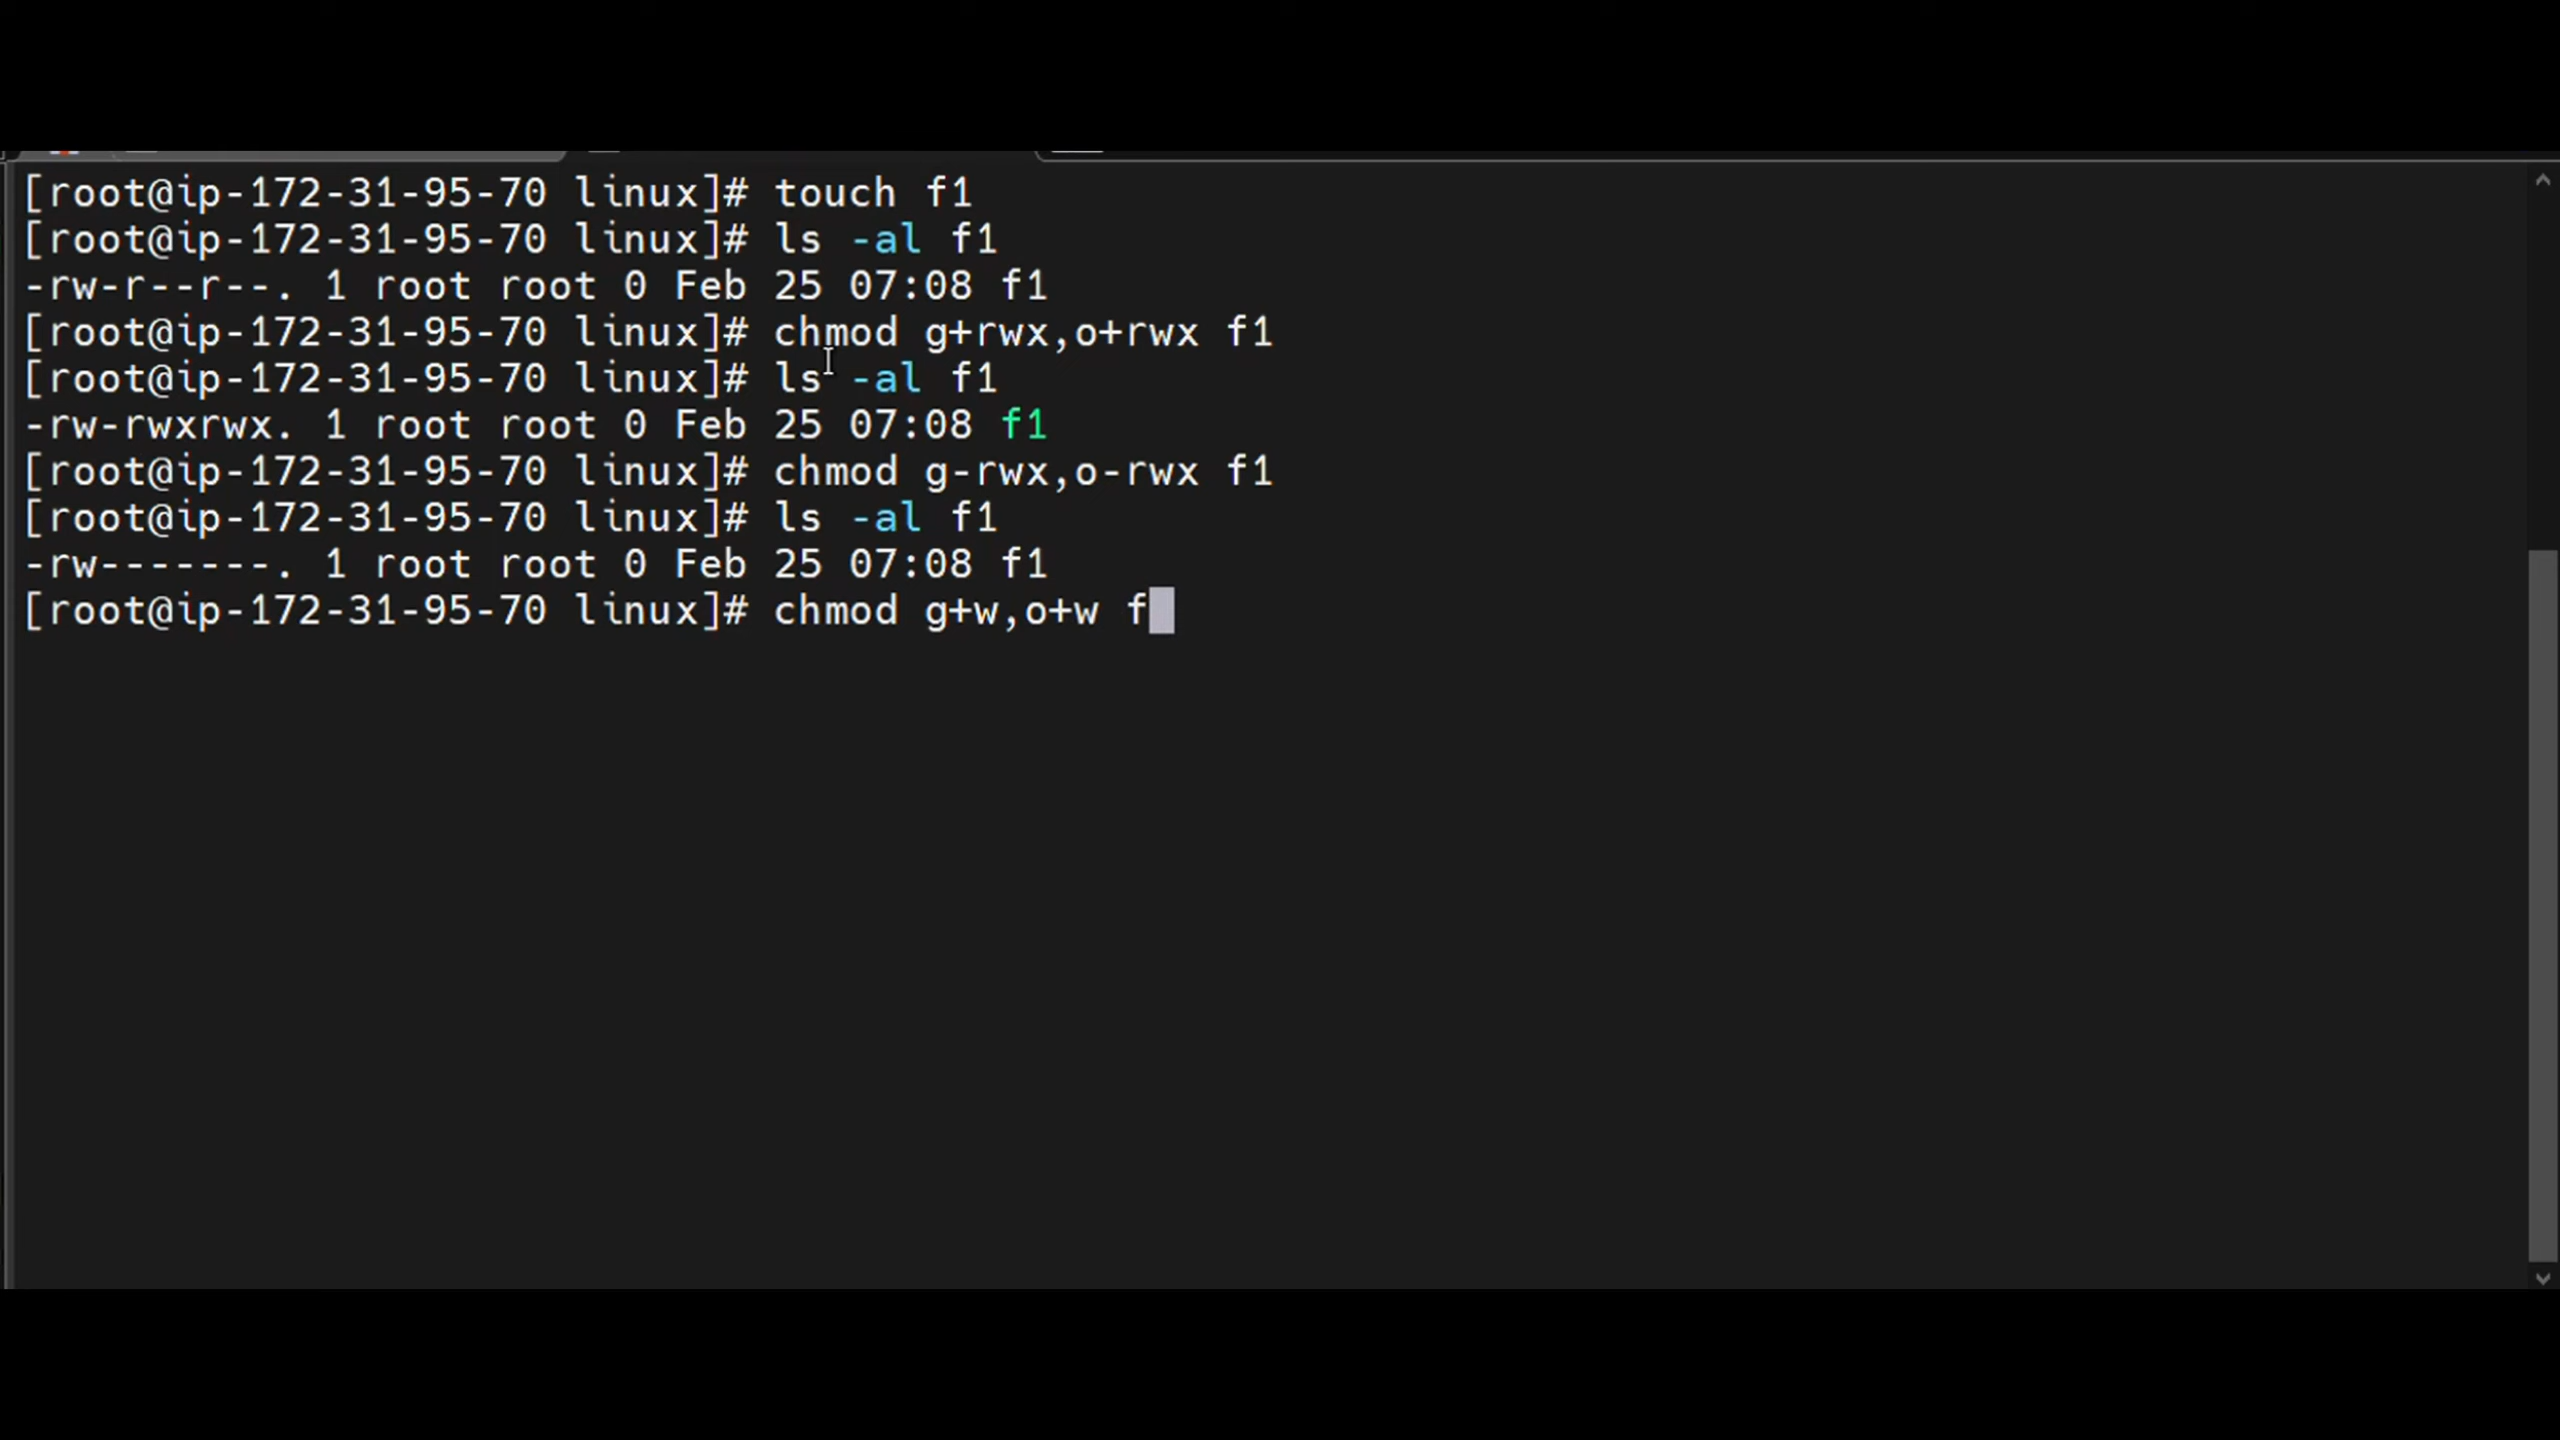 [root@ip-172-31-95-70 linux]# touch f1
[root@ip-172-31-95-70 linux]# ls -al f1
-rw-r--r--. 1 root root 0 Feb 25 07:08 f1
[root@ip-172-31-95-70 linux]# chmod g+rwx,o+rwx f1
[root@ip-172-31-95-70 linux]# ls -al f1
-rw-rwxrwx. 1 root root 0 Feb 25 07:08 f1
[root@ip-172-31-95-70 linux]# chmod g-rwx,o-rwx f1
[root@ip-172-31-95-70 linux]# ls -al f1
-rw-------. 1 root root 0 Feb 25 07:08 f1
[root@ip-172-31-95-70 linux]# chmod g+w,o+w f